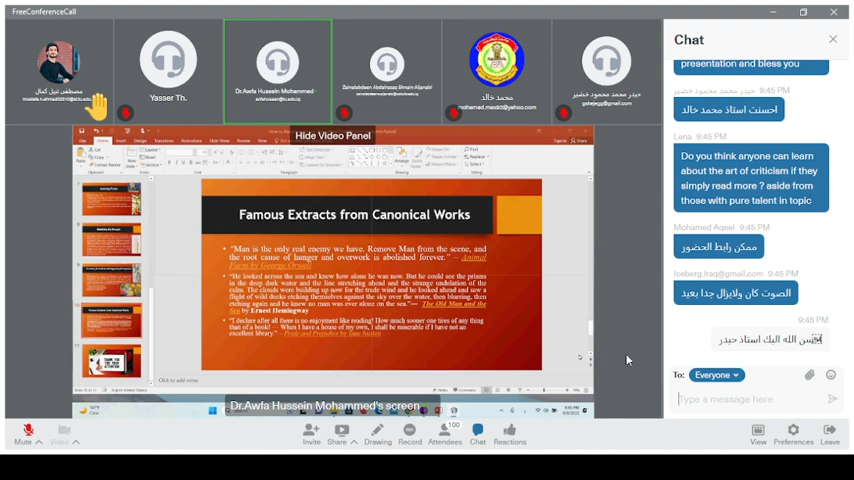 FreeConferenceCall
مصطفى نبيل كمال
Yasser Th.
Dr.Awfa Hussein Mohammed
محمد خالد
حيدر محمد محمود خضير
Hide Video Panel
Famous Extracts from Canonical Works
• "Man is the only real enemy we have. Remove Man from the scene, and
the root cause of hunger and overwork is abolished forever." – Animal
Farm by George Orwell
• "He looked across the sea and knew how alone he was now. But he could see the prisms
in the deep dark water and the line stretching ahead and the strange undulation of the
calm. The clouds were building up now for the trade wind and he looked ahead and saw a
flight of wild ducks etching themselves against the sky over the water, then blurring, then
etching again and he knew no man was ever alone on the sea."― The Old Man and the
Sea by Ernest Hemingway
• "I declare after all there is no enjoyment like reading! How much sooner one tires of any thing
than of a book! – When I have a house of my own, I shall be miserable if I have not an
excellent library." – Pride and Prejudice by Jane Austen
Click to add notes
Dr.Awfa Hussein Mohammed's screen
Chat
presentation and bless you
حيدر محمد محمود خضير 9:45 PM
احسنت استاذ محمد خالد
Lena 9:45 PM
Do you think anyone can learn
about the art of criticism if they
simply read more ? aside from
those with pure talent in topic
Mohamed Aqeel 9:45 PM
ممكن رابط الحضور
Iceberg.Iraq@gmail.com 9:45 PM
الصوت كان ولايزال جدا بعيد
9:45 PM
الله اليك استاذ حيدر
To: Everyone
Type a message here
Mute
Video
Invite
Share
Drawing
Record
100
Attendees
Chat
Reactions
View
Preferences
Leave